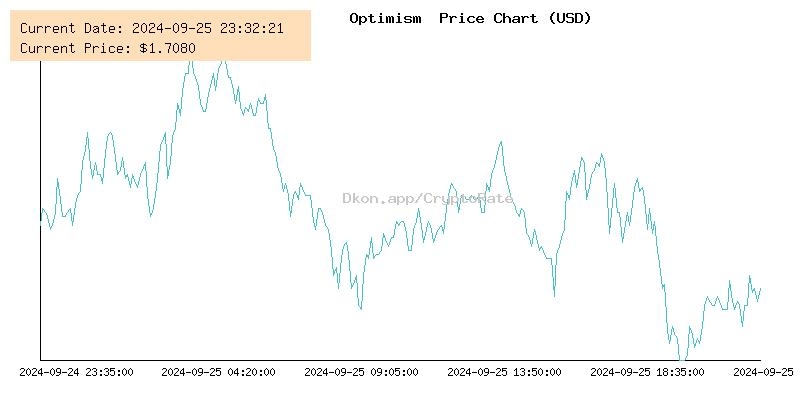 Optimism  Price Chart (USD)
Current Date: 2024-09-25 23:32:21
Current Price: $1.7080
Dkon.app/CryptoRate
2024-09-24 23:35:00 2024-09-25 04:20:00 2024-09-25 09:05:00 2024-09-25 13:50:00 2024-09-25 18:35:00 2024-09-25